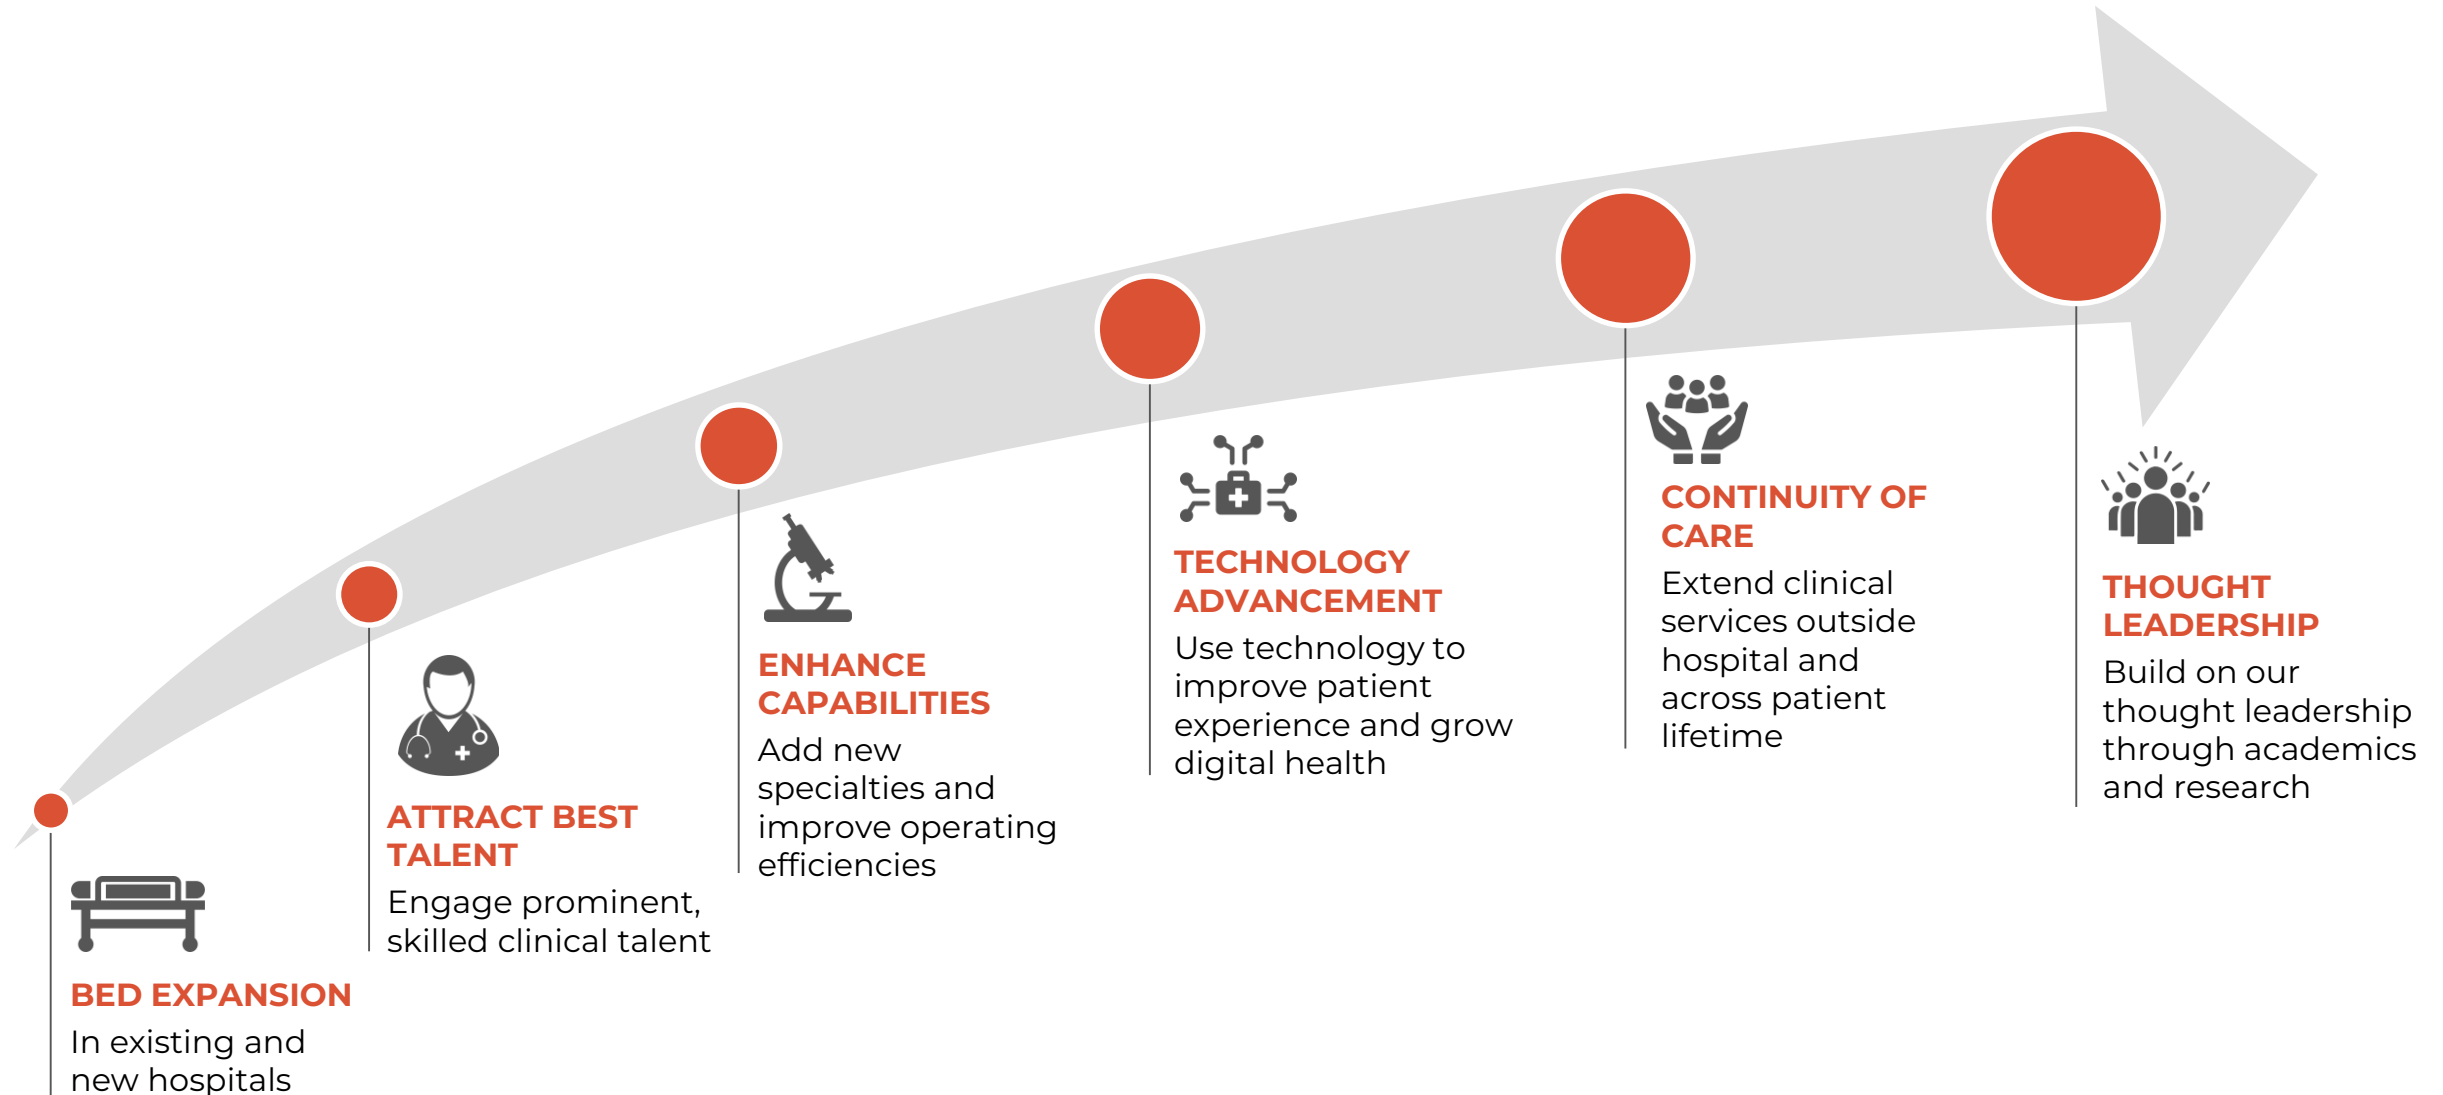 BED EXPANSION
In existing and
new hospitals
ATTRACT BEST
TALENT
Engage prominent,
skilled clinical talent
ENHANCE
CAPABILITIES
Add new
specialties and
improve operating
efficiencies
TECHNOLOGY
ADVANCEMENT
Use technology to
improve patient
experience and grow
digital health
CONTINUITY OF
CARE
Extend clinical
services outside
hospital and
across patient
lifetime
THOUGHT
LEADERSHIP
Build on our
thought leadership
through academics
and research